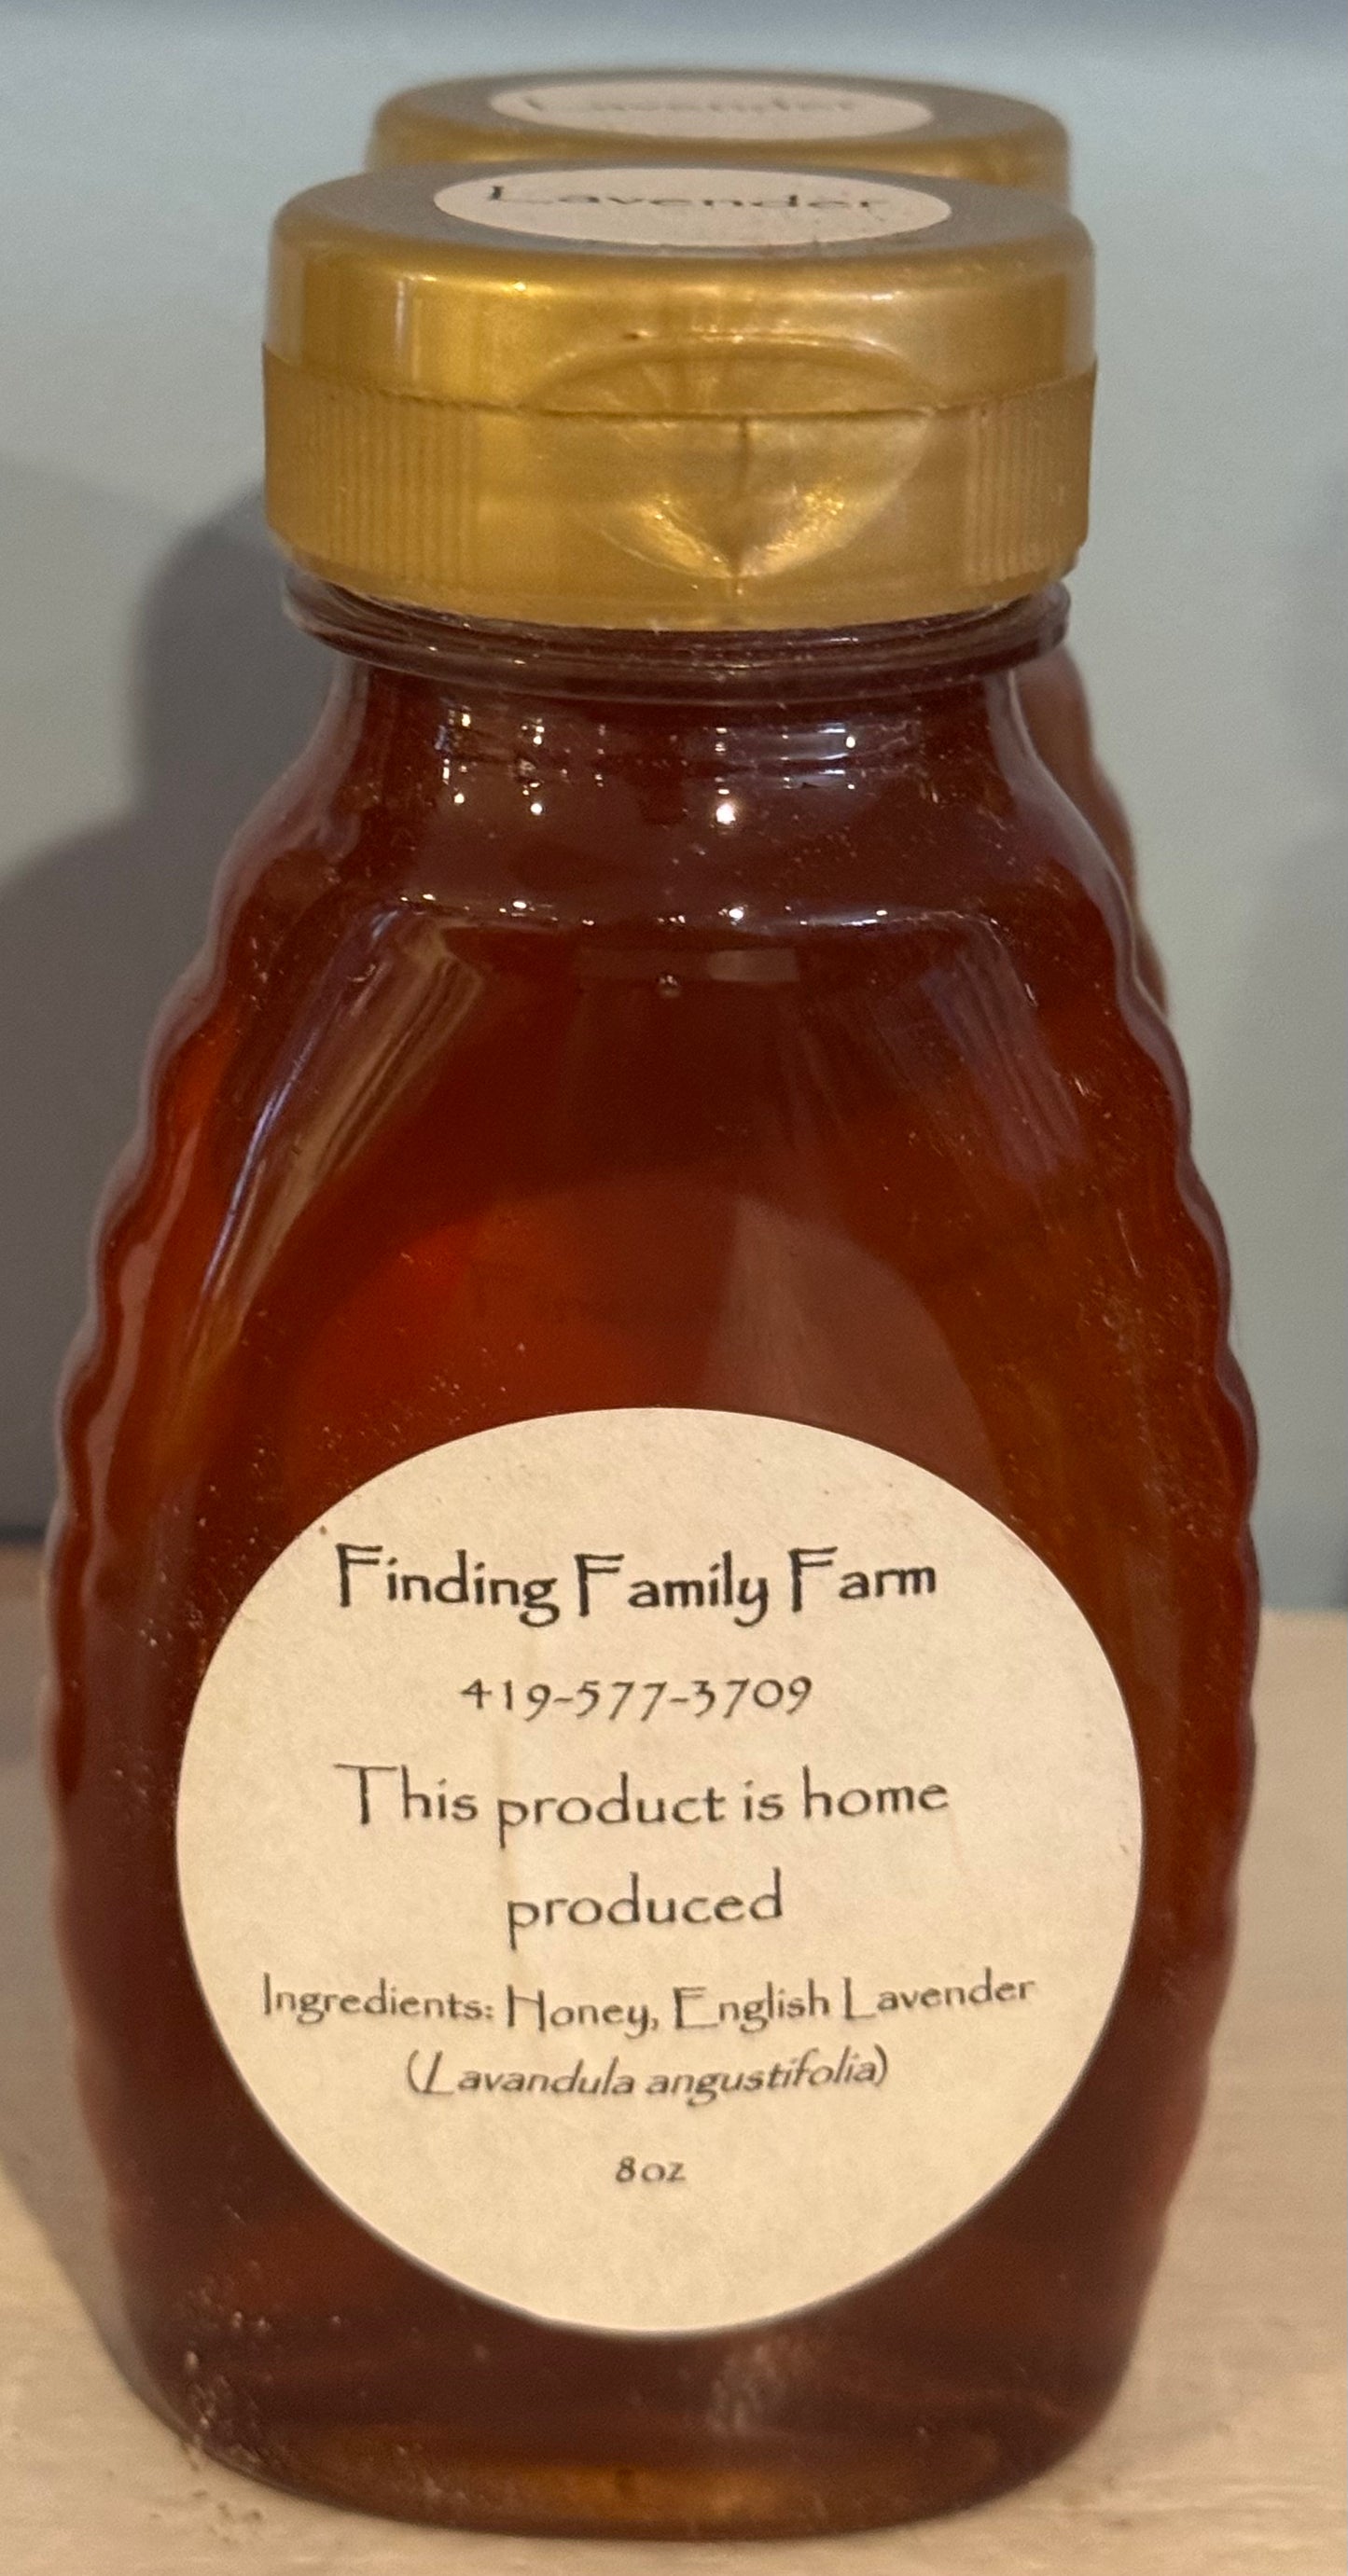 Lavender
Lavender
Finding Family Farm
419-577-3709
This product is home
produced
Ingredients: Honey, English Lavender
(Lavandula angustifolia)
8oz